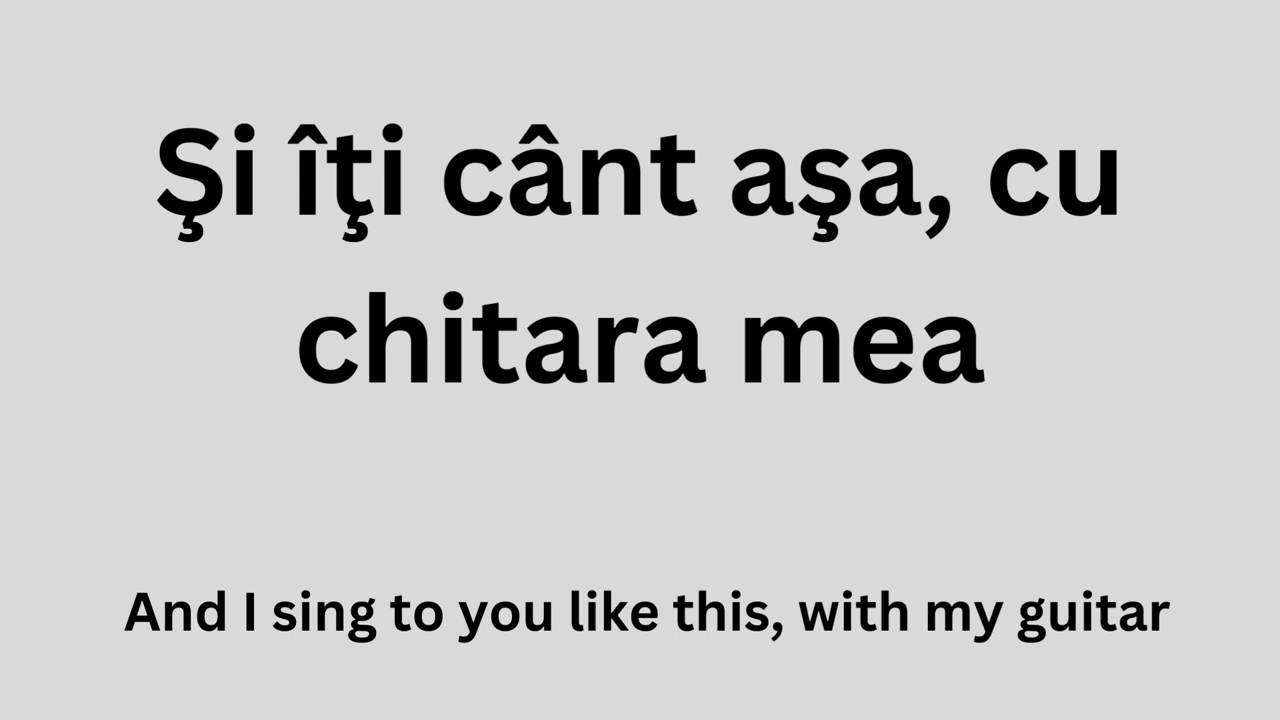 Şi îţi cânt aşa, cu
chitara mea
And I sing to you like this, with my guitar